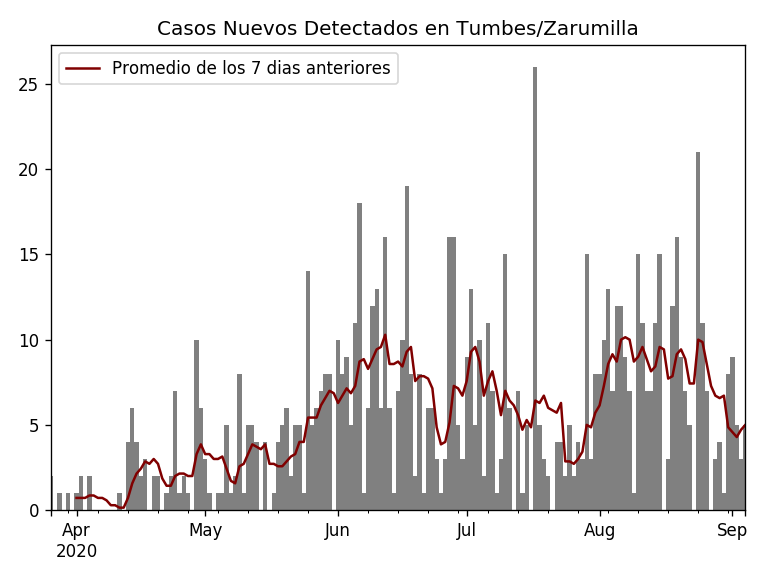 Casos Nuevos Detectados en Tumbes/Zarumilla
Promedio de los 7 dias anteriores
25
20
15
10
5
0
Apr May Jun Jul Aug Sep
2020